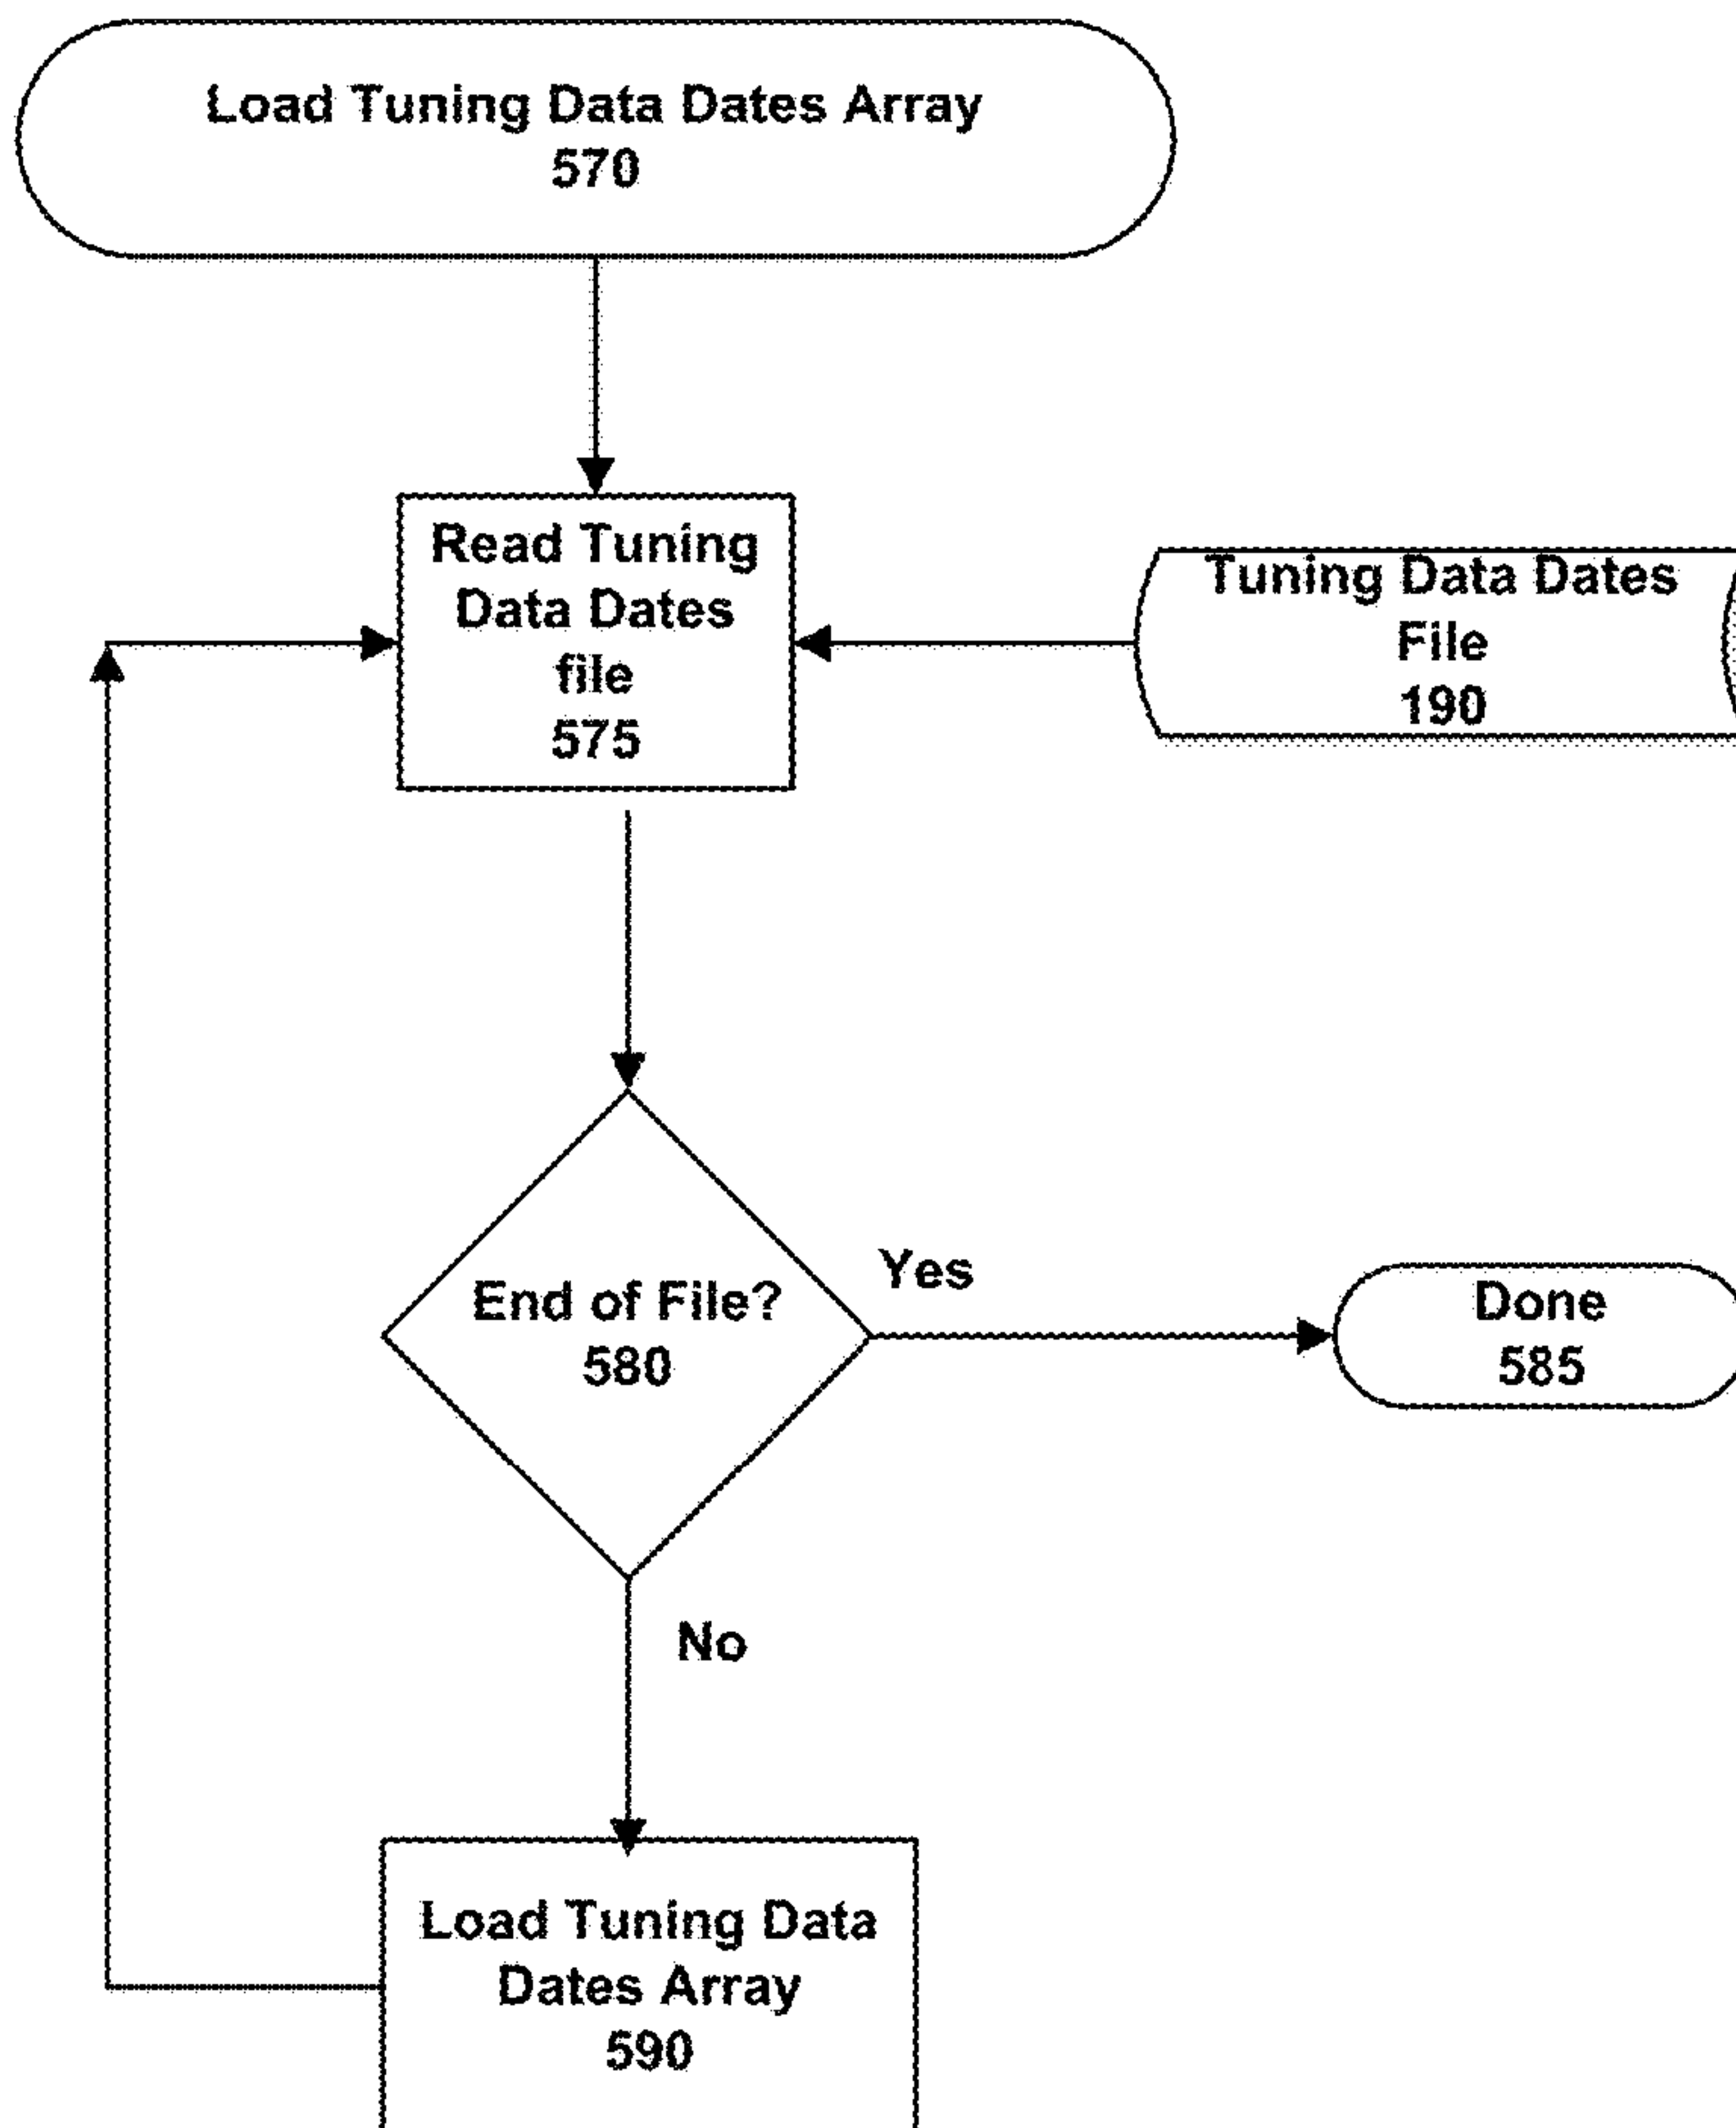 Load Tuning Data Dates Array
570
Read Tuning
Data Dates
file
575
Tuning Data Dates
File
190
End of File?
580
Yes
Done
585
No
Load Tuning Data
Dates Array
590